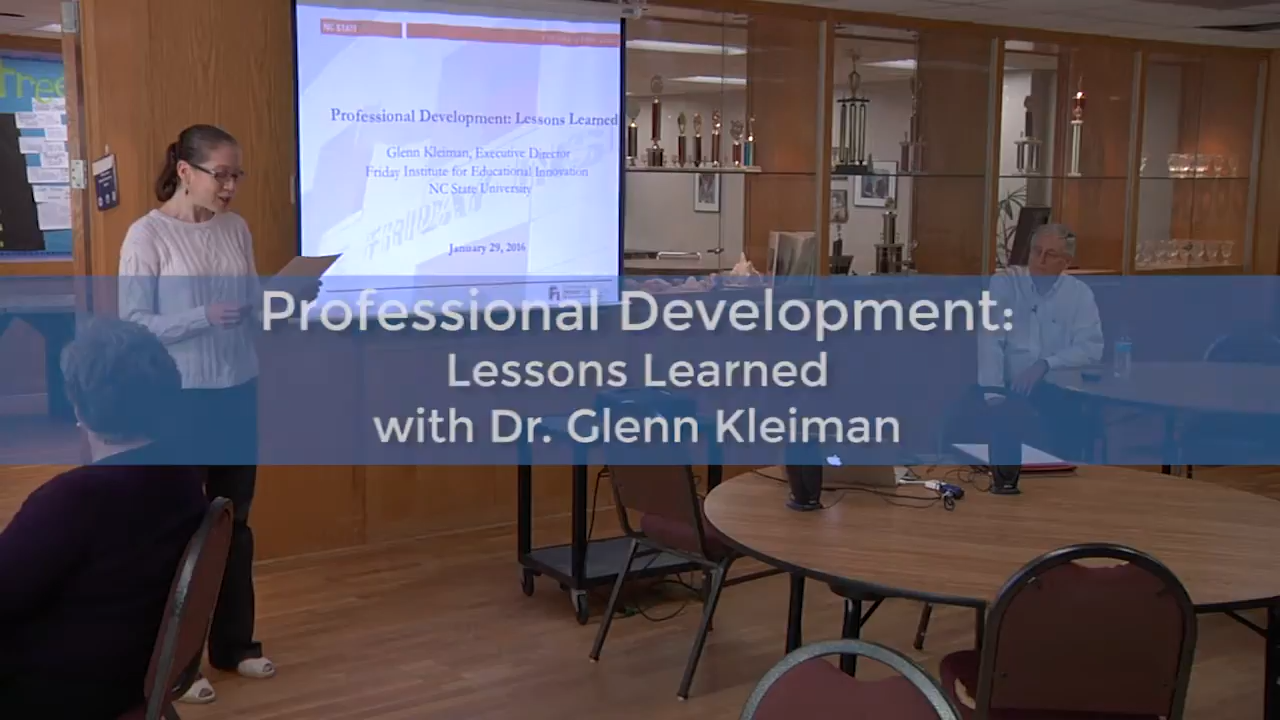 free
NC STATE
Professional Development: Lessons Learned
Glenn Kleiman, Executive Director
Friday Institute for Educational Innovation
NC State University
January 29, 2016
Professional Development:
Lessons Learned
with Dr. Glenn Kleiman